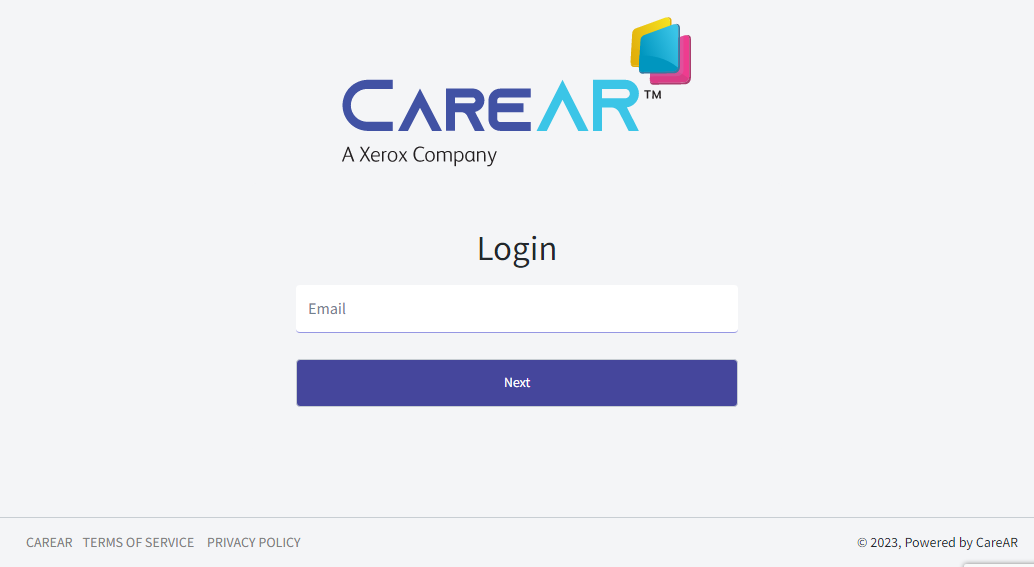 CAREAR™
A Xerox Company
Login
Email
Next
CAREAR TERMS OF SERVICE PRIVACY POLICY © 2023, Powered by CareAR